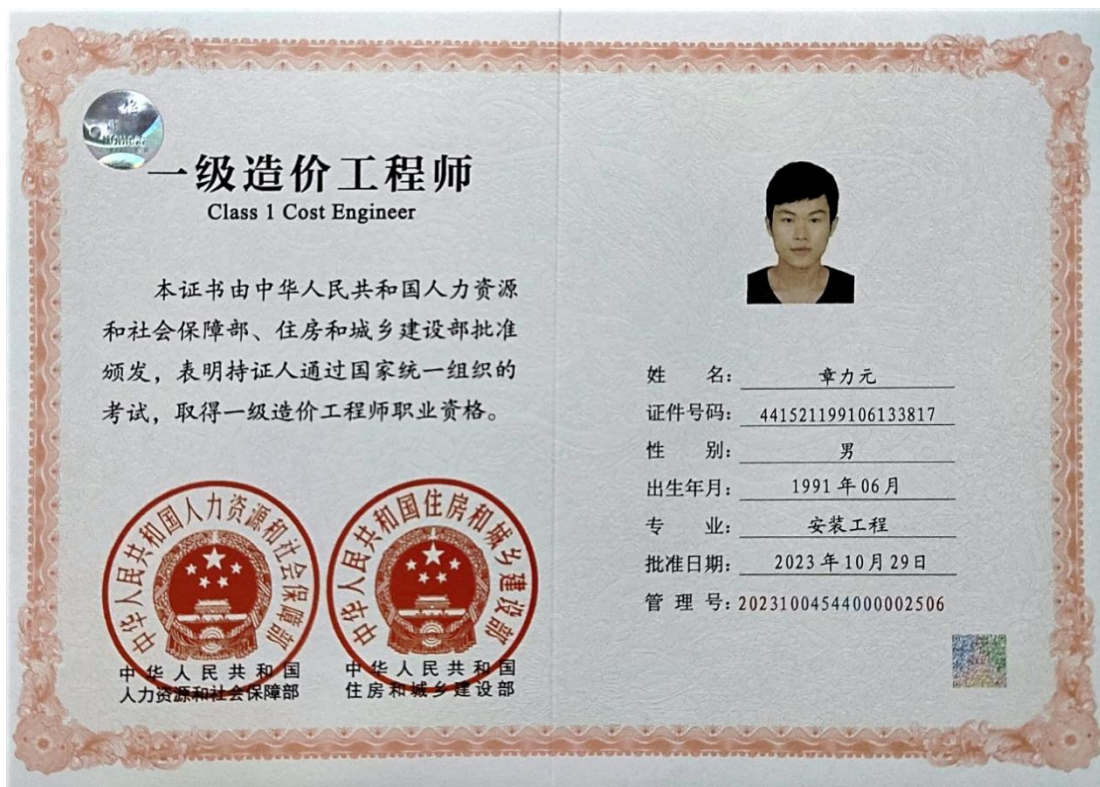 一级造价工程师
Class 1 Cost Engineer
本证书由中华人民共和国人力资源
和社会保障部、住房和城乡建设部批准
颁发，表明持证人通过国家统一组织的
考试，取得一级造价工程师职业资格。
中华人民共和国人力资源和社会保障部
中华人民共和国住房和城乡建设部
中华人民共和国
人力资源和社会保障部
中华人民共和国
住房和城乡建设部
姓 名：章力元
证件号码：441521199106133817
性 别：男
出生年月：1991年06月
专 业：安装工程
批准日期：2023年10月29日
管 理 号：20231004544000002506